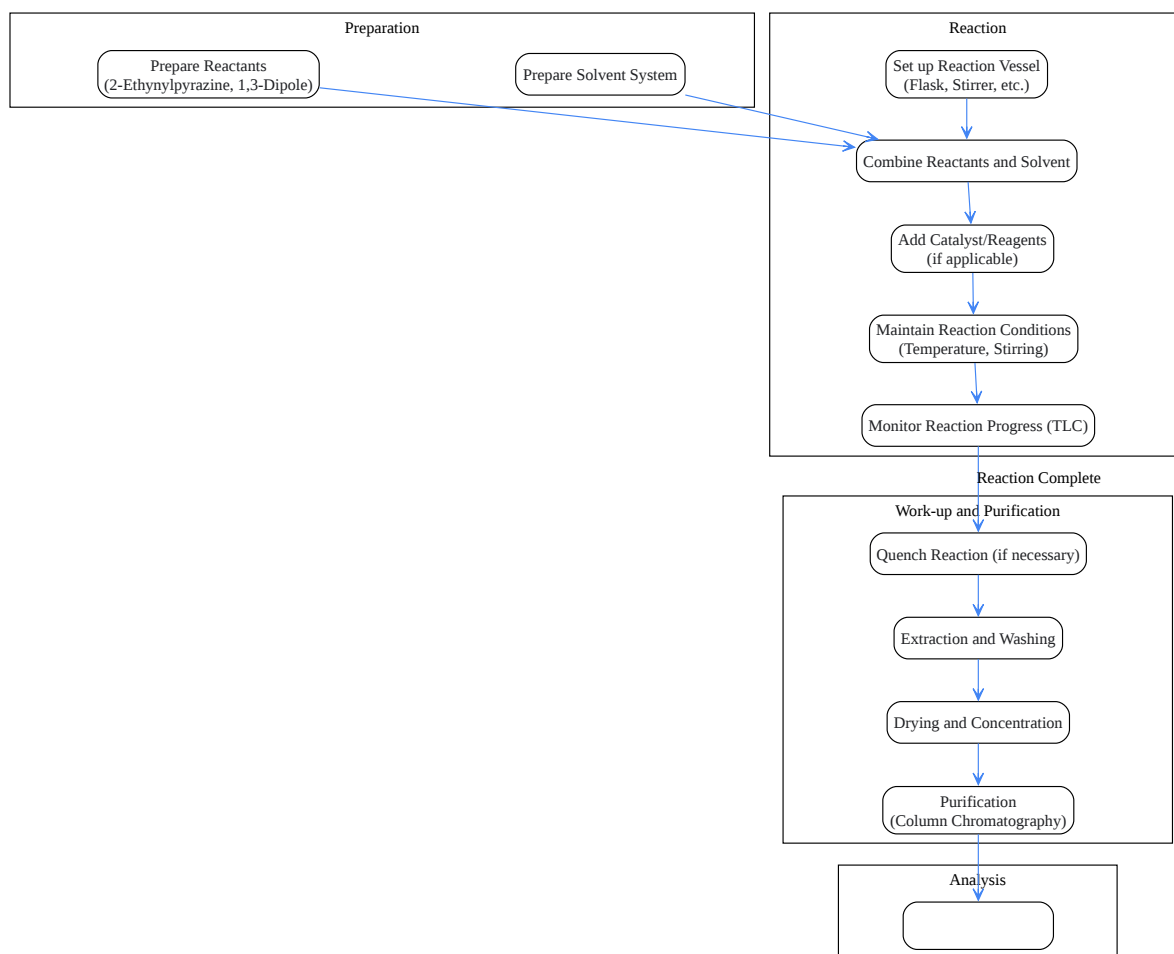 Preparation
Prepare Reactants
(2-Ethynylpyrazine, 1,3-Dipole)
Prepare Solvent System
Reaction
Set up Reaction Vessel
(Flask, Stirrer, etc.)
Combine Reactants and Solvent
Add Catalyst/Reagents
(if applicable)
Maintain Reaction Conditions
(Temperature, Stirring)
Monitor Reaction Progress (TLC)
Reaction Complete
Work-up and Purification
Quench Reaction (if necessary)
Extraction and Washing
Drying and Concentration
Purification
(Column Chromatography)
Analysis